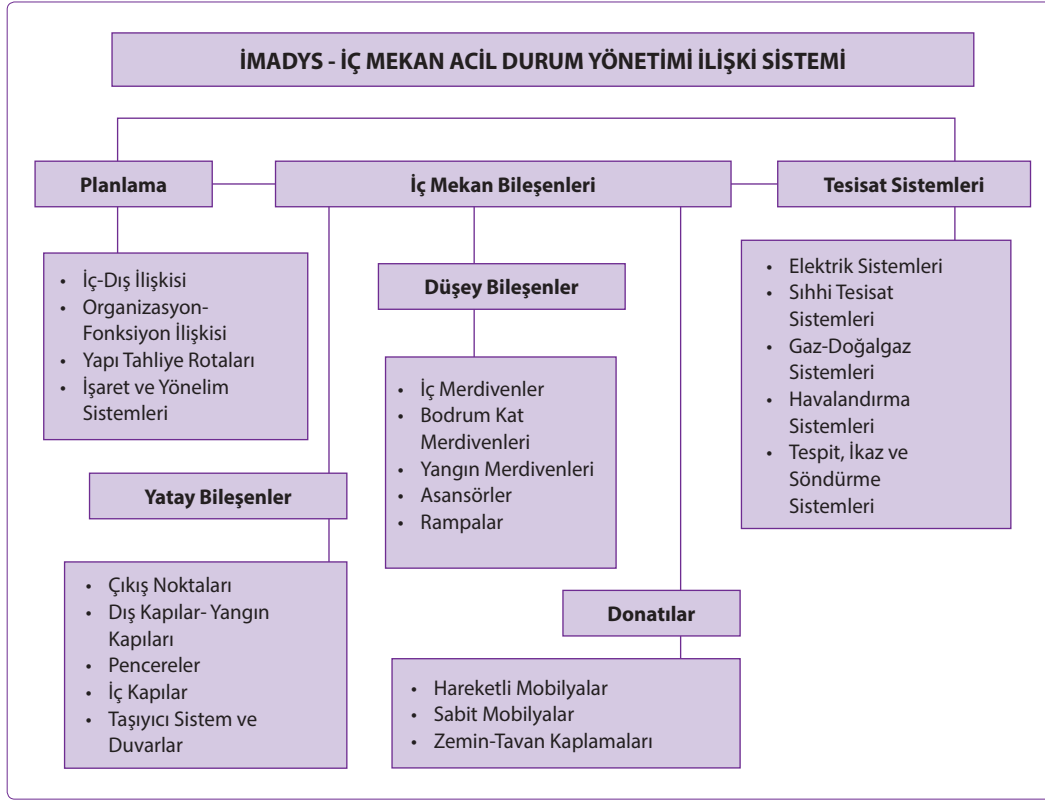 İMADYS - İÇ MEKAN ACİL DURUM YÖNETİMİ İLİŞKİ SİSTEMİ
Planlama
İç Mekan Bileşenleri
Tesisat Sistemleri
• İç-Dış İlişkisi
• Organizasyon-
Fonksiyon İlişkisi
• Yapı Tahliye Rotaları
• İşaret ve Yönelim
Sistemleri
Düşey Bileşenler
• İç Merdivenler
• Bodrum Kat
Merdivenleri
• Yangın Merdivenleri
• Asansörler
• Rampalar
• Elektrik Sistemleri
• Sıhhi Tesisat
Sistemleri
• Gaz-Doğalgaz
Sistemleri
• Havalandırma
Sistemleri
• Tespit, İkaz ve
Söndürme
Sistemleri
Yatay Bileşenler
• Çıkış Noktaları
• Dış Kapılar- Yangın
Kapıları
• Pencereler
• İç Kapılar
• Taşıyıcı Sistem ve
Duvarlar
Donatılar
• Hareketli Mobilyalar
• Sabit Mobilyalar
• Zemin-Tavan Kaplamaları